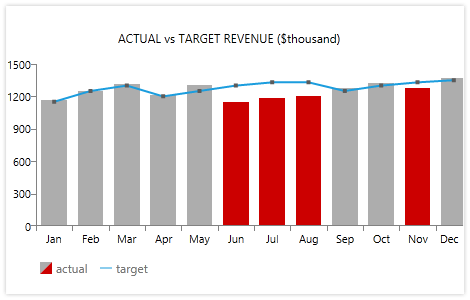 ACTUAL vs TARGET REVENUE ($thousand)
1500
1200
900
600
300
0
Jan Feb Mar Apr May Jun Jul Aug Sep Oct Nov Dec
actual target